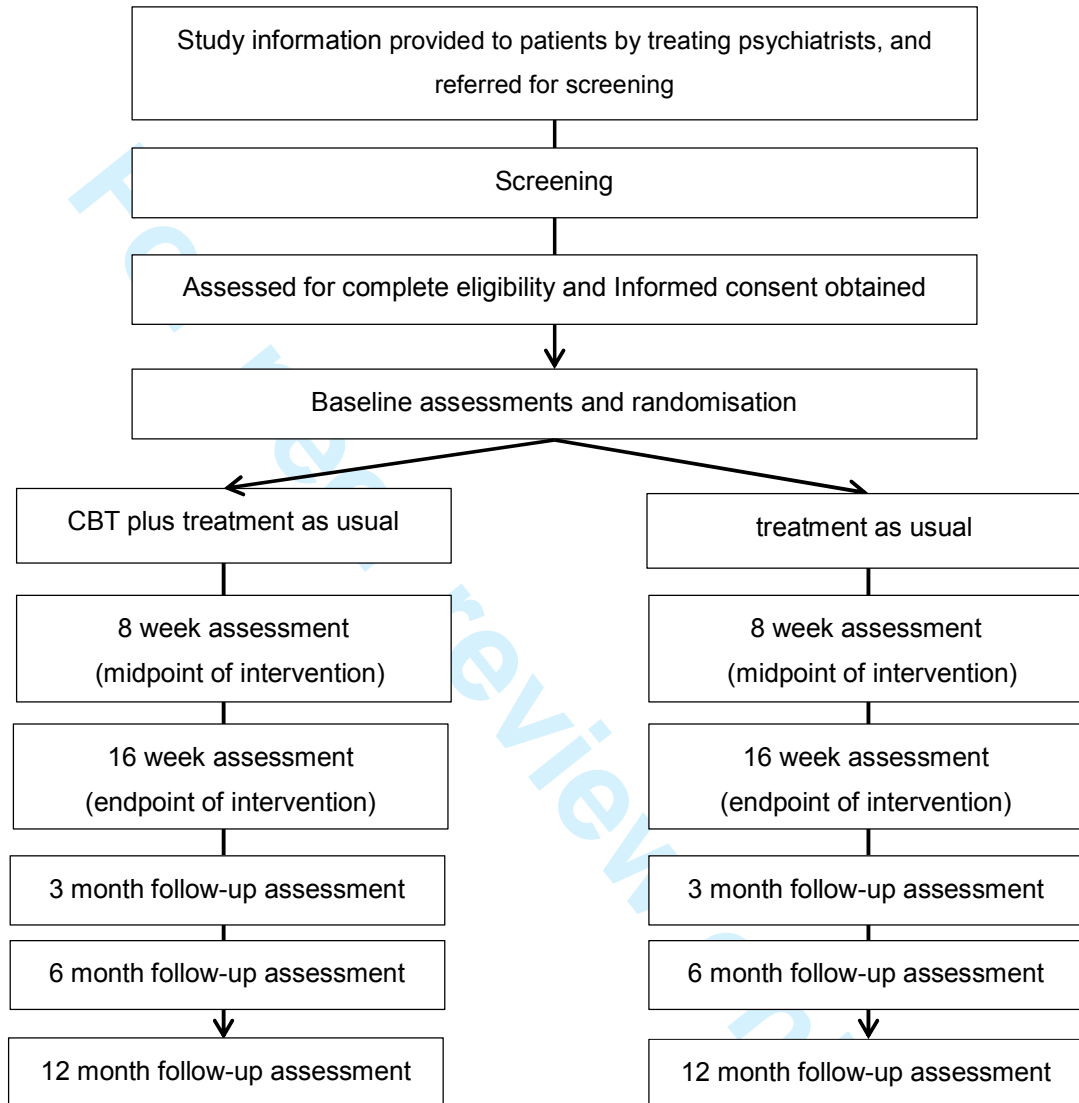 Study information provided to patients by treating psychiatrists, and
referred for screening
Screening
Assessed for complete eligibility and Informed consent obtained
Baseline assessments and randomisation
CBT plus treatment as usual
8 week assessment
(midpoint of intervention)
16 week assessment
(endpoint of intervention)
3 month follow-up assessment
6 month follow-up assessment
12 month follow-up assessment
treatment as usual
8 week assessment
(midpoint of intervention)
16 week assessment
(endpoint of intervention)
3 month follow-up assessment
6 month follow-up assessment
12 month follow-up assessment
For review